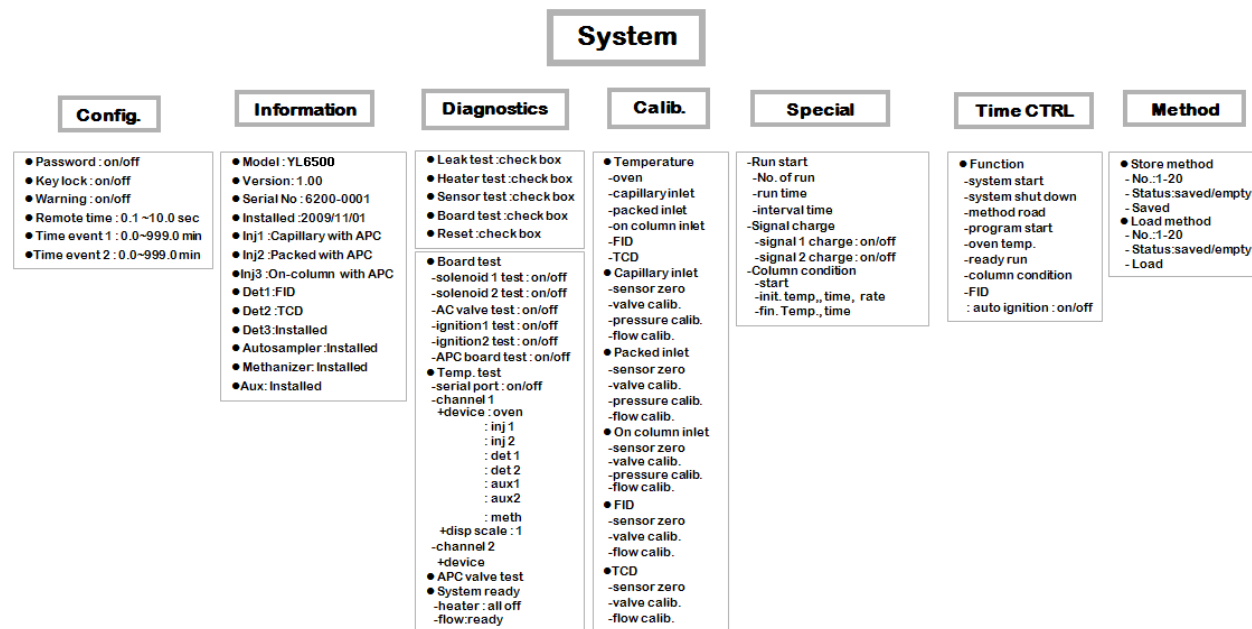 System
Config.
● Password : on/off
● Key lock : on/off
● Warning : on/off
● Remote time : 0.1 ~10.0 sec
● Time event 1 : 0.0~999.0 min
● Time event 2 : 0.0~999.0 min
Information
● Model : YL6500
● Version: 1.00
● Serial No : 6200-0001
● Installed :2009/11/01
● Inj1 :Capillary with APC
● Inj2 :Packed with APC
●Inj3 :On-column with APC
● Det1:FID
● Det2 :TCD
● Det3:Installed
● Autosampler:Installed
● Methanizer: Installed
●Aux: Installed
Diagnostics
● Leak test :check box
● Heater test :check box
● Sensor test :check box
● Board test :check box
● Reset :check box
● Board test
-solenoid 1 test : on/off
-solenoid 2 test : on/off
-AC valve test : on/off
-ignition1 test : on/off
-ignition2 test : on/off
-APC board test : on/off
● Temp. test
-serial port : on/off
-channel 1
+device : oven
: inj 1
: inj 2
: det 1
: det 2
: aux1
: aux2
: meth
+disp scale : 1
-channel 2
+device
● APC valve test
● System ready
-heater : all off
-flow:ready
Calib.
● Temperature
-oven
-capillary inlet
-packed inlet
-on column inlet
-FID
-TCD
● Capillary inlet
-sensor zero
-valve calib.
-pressure calib.
-flow calib.
● Packed inlet
-sensor zero
-valve calib.
-pressure calib.
-flow calib.
● On column inlet
-sensor zero
-valve calib.
-pressure calib.
-flow calib.
● FID
-sensor zero
-valve calib.
-flow calib.
●TCD
-sensor zero
-valve calib.
-flow calib.
Special
-Run start
-No. of run
-run time
-interval time
-Signal charge
-signal 1 charge : on/off
-signal 2 charge : on/off
-Column condition
-start
-init. temp,, time, rate
-fin. Temp., time
Time CTRL
● Function
-system start
-system shut down
-method road
-program start
-oven temp.
-ready run
-column condition
-FID
: auto ignition : on/off
Method
● Store method
- No.:1-20
- Status:saved/empty
- Saved
● Load method
- No.:1-20
- Status:saved/empty
- Load